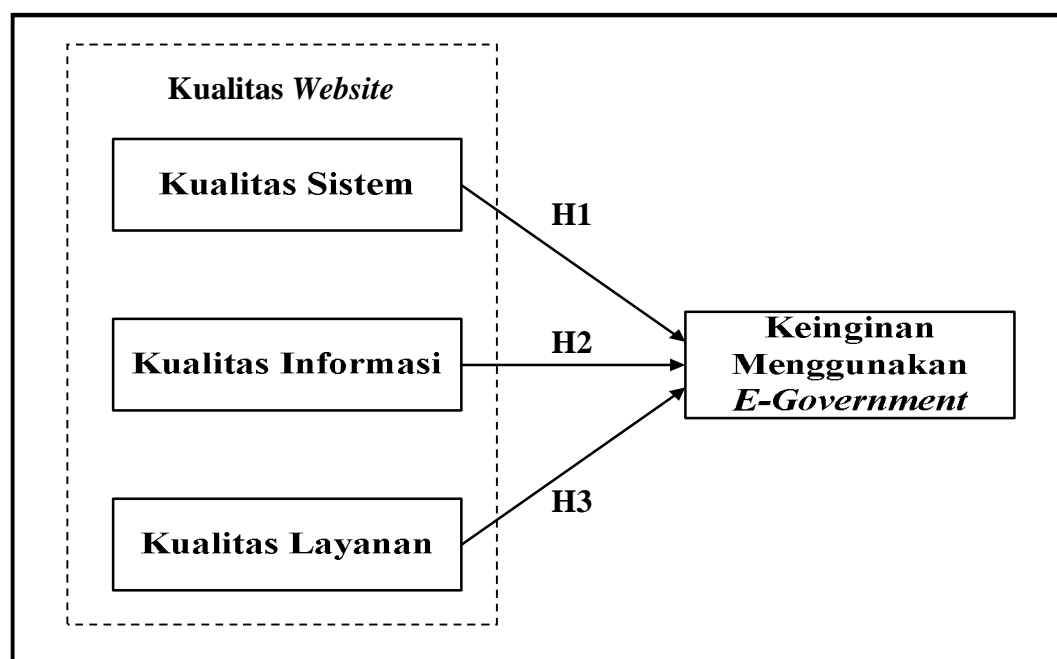 Kualitas Website
Kualitas Sistem
H1
Kualitas Informasi
H2
Keinginan
Menggunakan
E-Government
Kualitas Layanan
H3